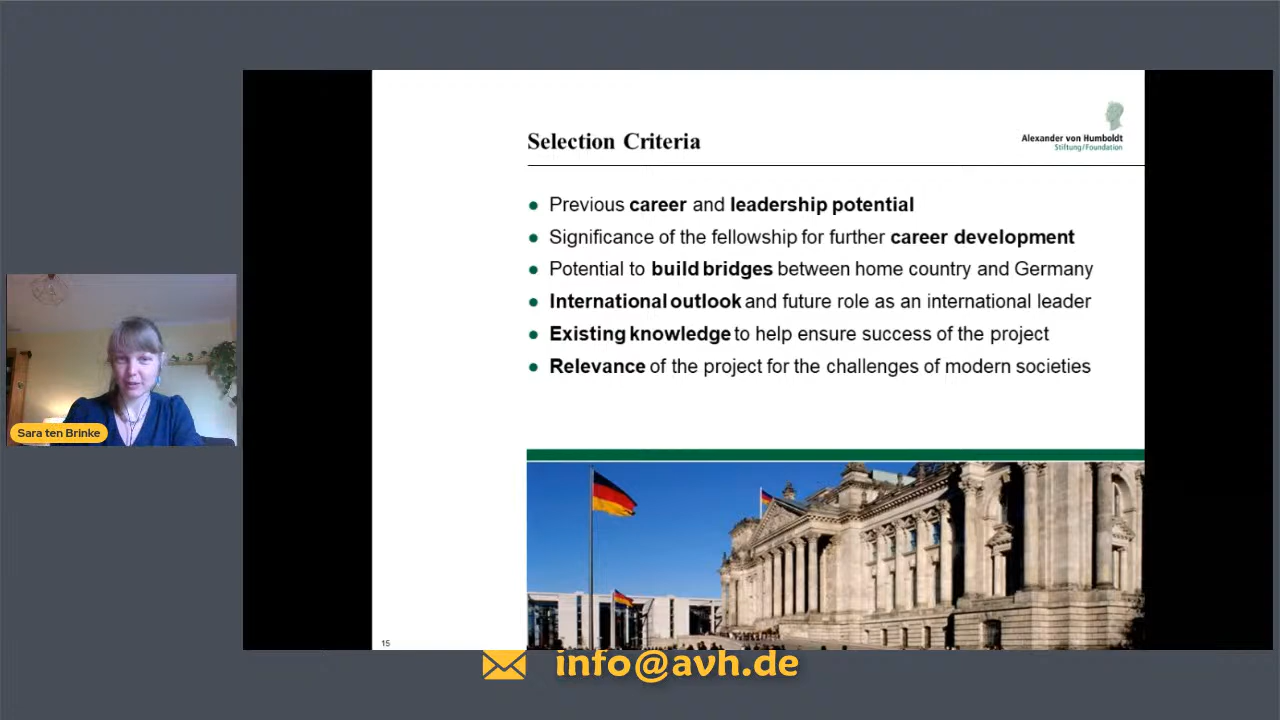 Selection Criteria
Alexander von Humboldt
Stiftung/Foundation
Previous career and leadership potential
Significance of the fellowship for further career development
Potential to build bridges between home country and Germany
International outlook and future role as an international leader
Existing knowledge to help ensure success of the project
Relevance of the project for the challenges of modern societies
Sara ten Brinke
15
info@avh.de